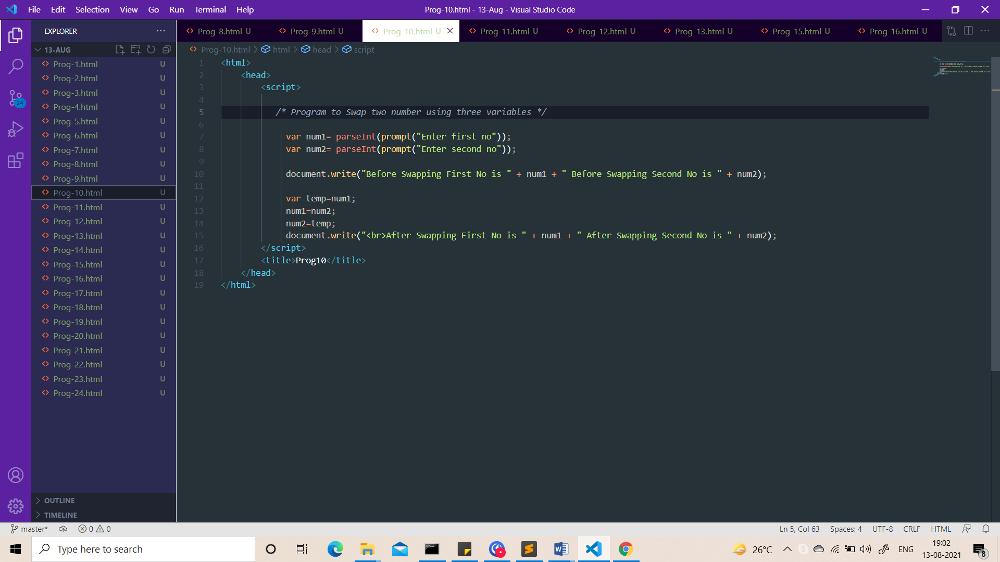 File Edit Selection View Go Run Terminal Help
Prog-10.html - 13-Aug - Visual Studio Code
EXPLORER
Prog-8.html U
Prog-9.html U
Prog-10.html U
Prog-11.html U
Prog-12.html U
Prog-13.html U
Prog-15.html U
Prog-16.html U
13-AUG
Prog-1.html U
Prog-2.html U
Prog-3.html U
Prog-4.html U
Prog-5.html U
Prog-6.html U
Prog-7.html U
Prog-8.html U
Prog-9.html U
Prog-10.html U
Prog-11.html U
Prog-12.html U
Prog-13.html U
Prog-14.html U
Prog-15.html U
Prog-16.html U
Prog-17.html U
Prog-18.html U
Prog-19.html U
Prog-20.html U
Prog-21.html U
Prog-22.html U
Prog-23.html U
Prog-24.html U
OUTLINE
TIMELINE
24
Prog-10.html > html > head > script
1 <html>
2 <head>
3 <script>
4
5 /* Program to Swap two number using three variables */
6
7 var num1= parseInt(prompt("Enter first no"));
8 var num2= parseInt(prompt("Enter second no"));
9
10 document.write("Before Swapping First No is " + num1 + " Before Swapping Second No is " + num2);
11
12 var temp=num1;
13 num1=num2;
14 num2=temp;
15 document.write("<br>After Swapping First No is " + num1 + " After Swapping Second No is " + num2);
16 </script>
17 <title>Prog10</title>
18 </head>
19 </html>
master* 0 0
Ln 5, Col 63 Spaces: 4 UTF-8 CRLF HTML
Type here to search
26°C
ENG
19:02
13-08-2021
8